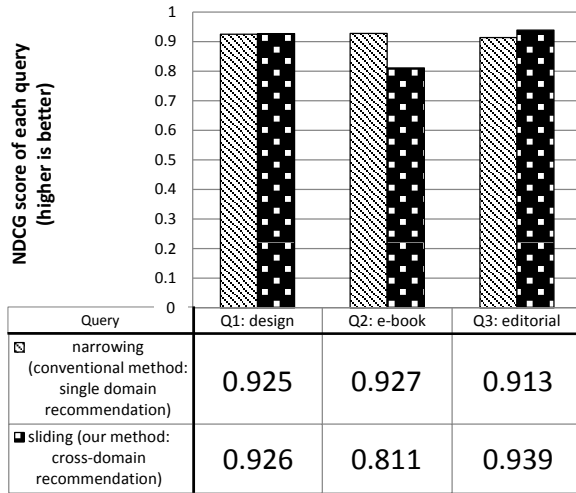 NDCG score of each query
(higher is better)
1
0.9
0.8
0.7
0.6
0.5
0.4
0.3
0.2
0.1
0
Query
Q1: design
Q2: e-book
Q3: editorial
narrowing
(conventional method:
single domain
recommendation)
0.925
0.927
0.913
sliding (our method:
cross-domain
recommendation)
0.926
0.811
0.939